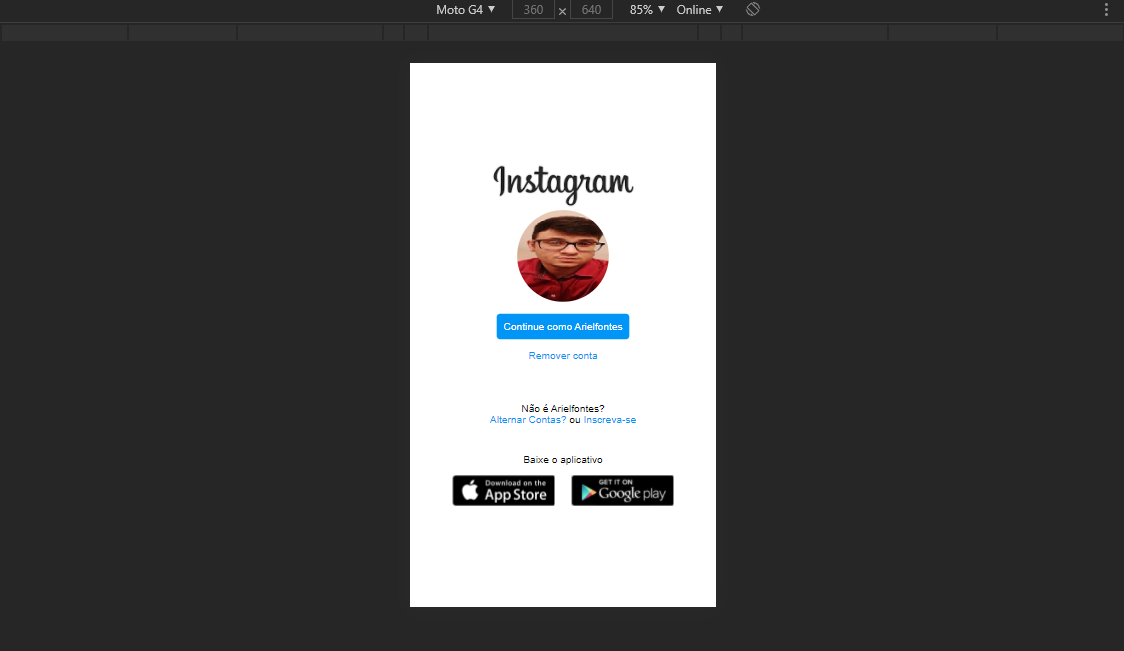 Moto G4 ▼ 360 × 640 85% ▼ Online ▼
Instagram
Continue como Arielfontes
Remover conta
Não é Arielfontes?
Alternar Contas? ou Inscreva-se
Baixe o aplicativo
Download on the
App Store
GET IT ON
Google play